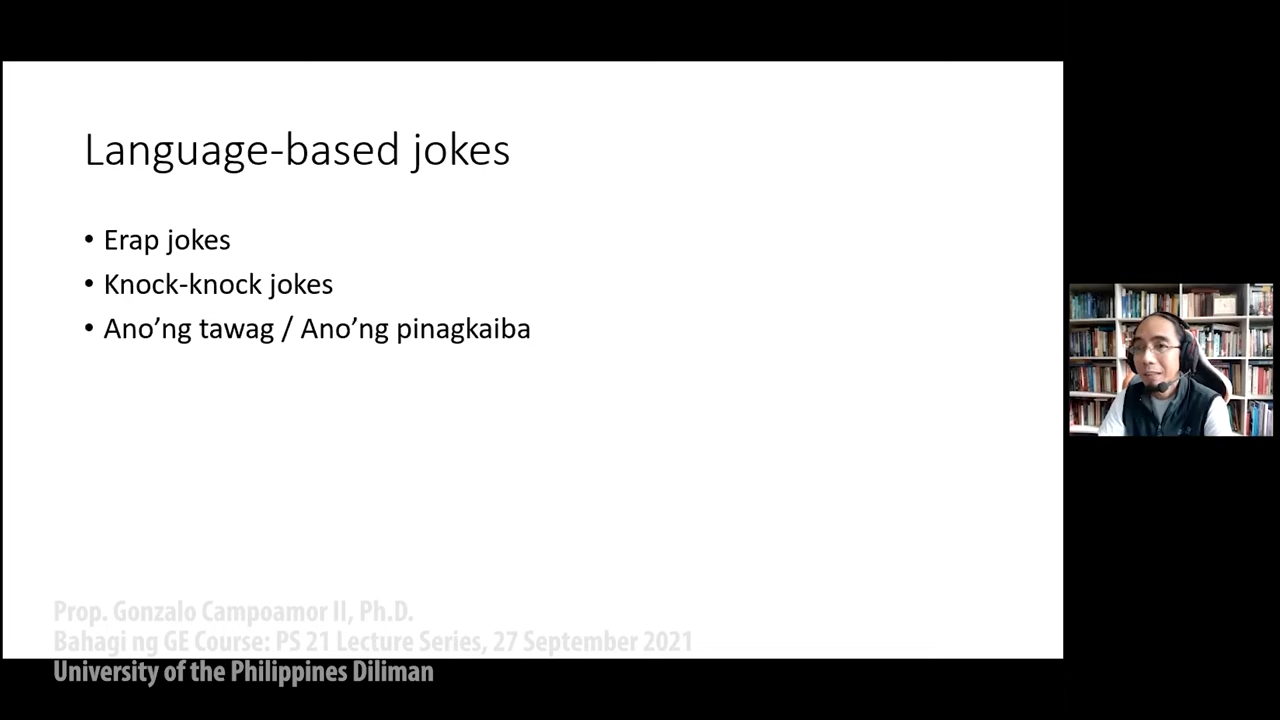 Language-based jokes
• Erap jokes
• Knock-knock jokes
• Ano’ng tawag / Ano’ng pinagkaiba
Prop. Gonzalo Campoamor II, Ph.D.
Bahagi ng GE Course: PS 21 Lecture Series, 27 September 2021
University of the Philippines Diliman